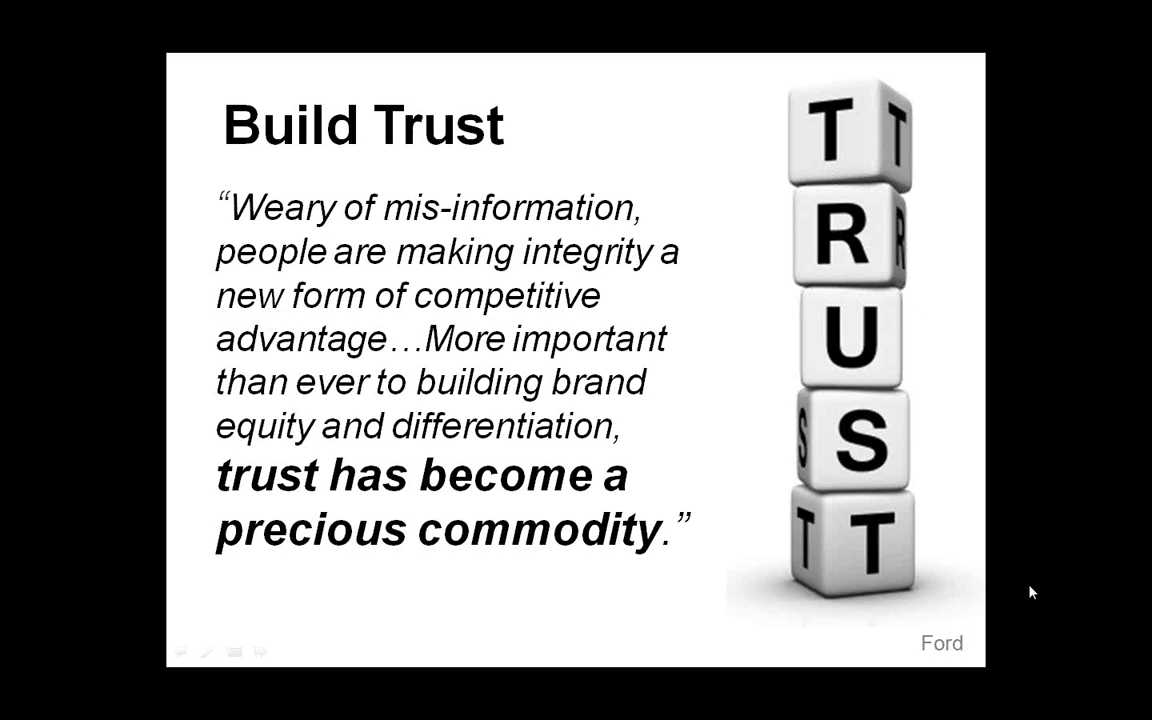 Build Trust
“Weary of mis-information,
people are making integrity a
new form of competitive
advantage…More important
than ever to building brand
equity and differentiation,
trust has become a
precious commodity.”
T T
R R
U
S S
T T
Ford